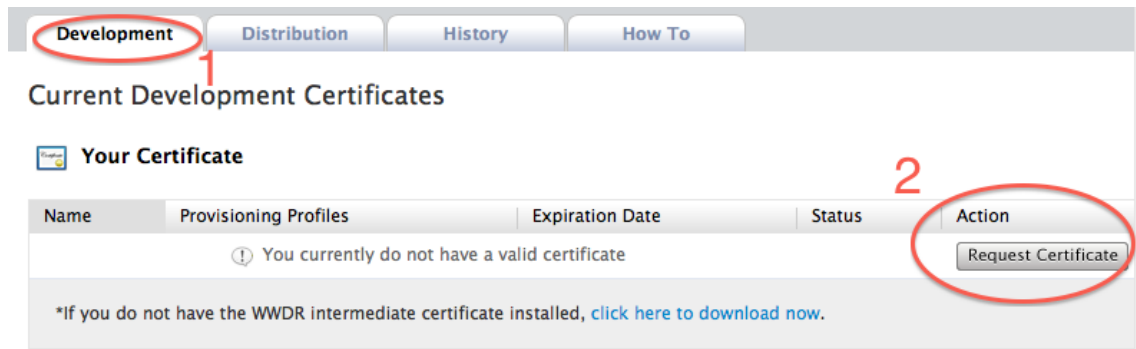 Development Distribution History How To
1
Current Development Certificates
Your Certificate
2
Name Provisioning Profiles Expiration Date Status Action
You currently do not have a valid certificate Request Certificate
*If you do not have the WWDR intermediate certificate installed, click here to download now.